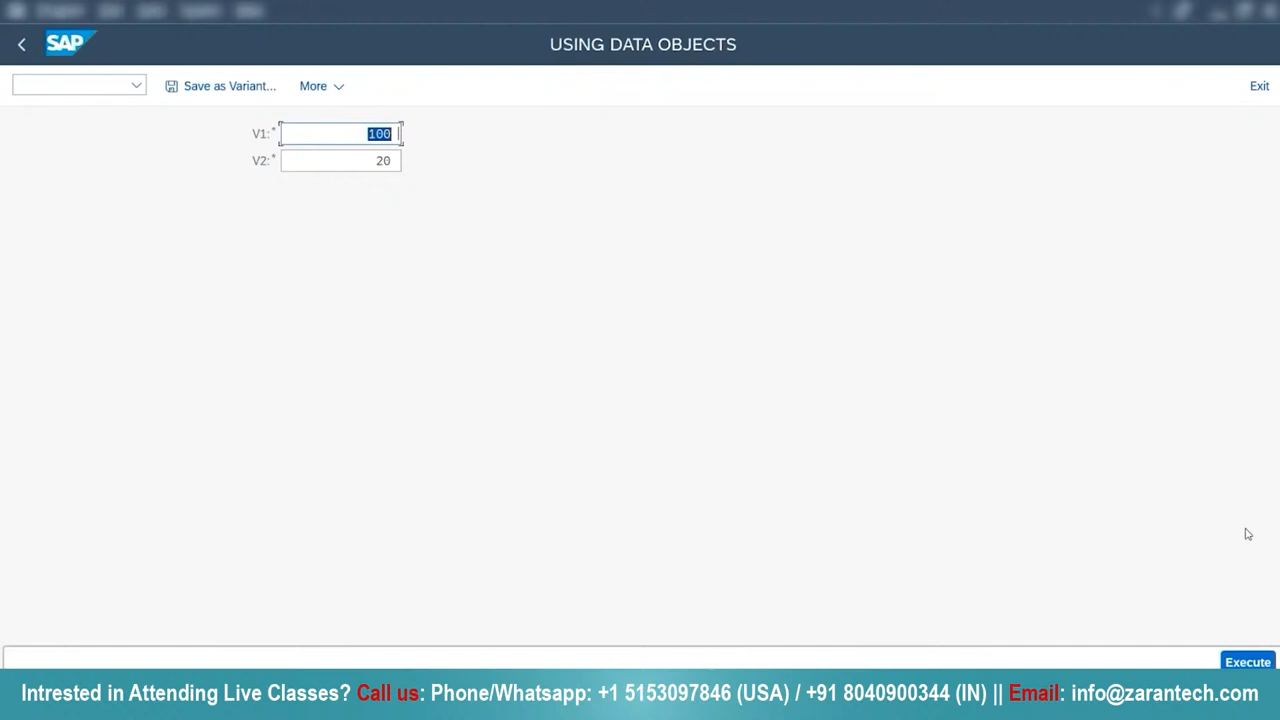 SAP
USING DATA OBJECTS
Save as Variant... More Exit
V1:* 100
V2:* 20
Execute
Intrested in Attending Live Classes? Call us: Phone/Whatsapp: +1 5153097846 (USA) / +91 8040900344 (IN) || Email: info@zarantech.com